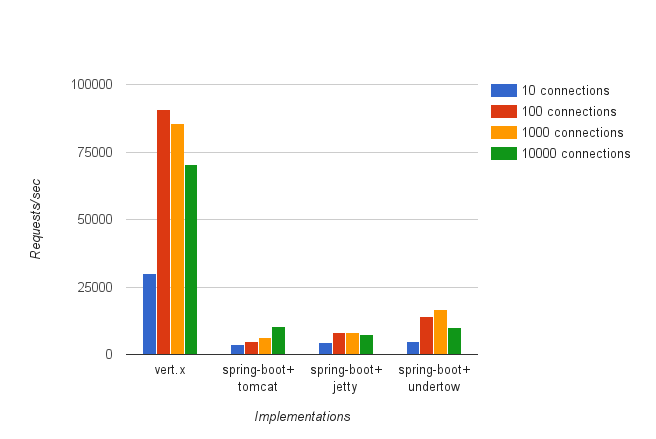 100000
75000
50000
25000
0
Requests/sec
vert.x
spring-boot+
tomcat
spring-boot+
jetty
spring-boot+
undertow
Implementations
10 connections
100 connections
1000 connections
10000 connections